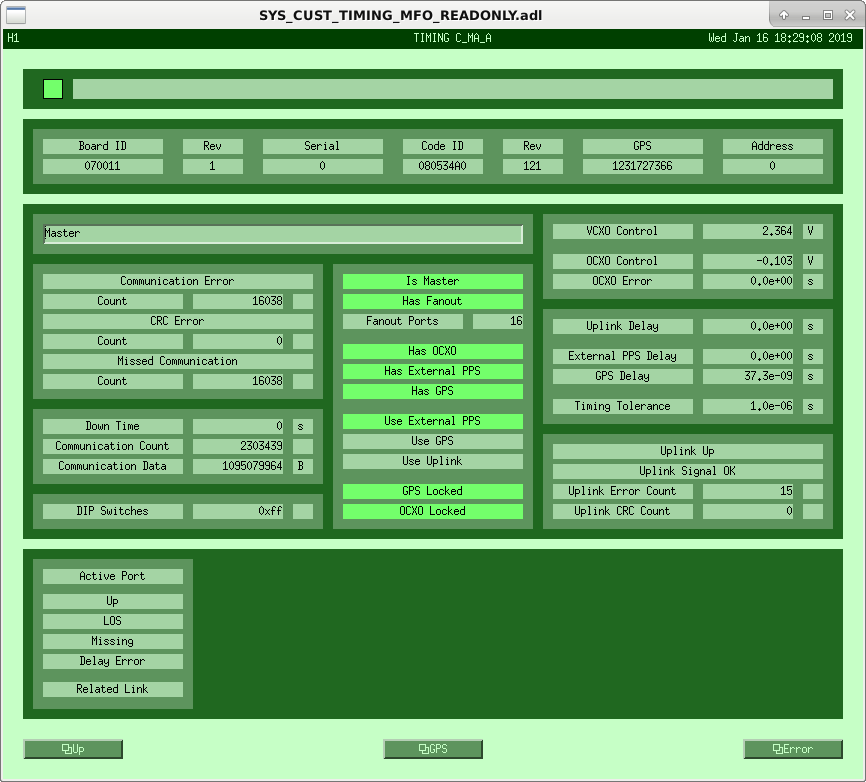 SYS_CUST_TIMING_MFO_READONLY.adl
H1 TIMING C_MA_A Wed Jan 16 18:29:08 2019
Board ID Rev Serial Code ID Rev GPS Address
070011 1 0 080534A0 121 1231727366 0
Master
Communication Error
Count 16038
CRC Error
Count 0
Missed Communication
Count 16038
Down Time 0 s
Communication Count 2303439
Communication Data 1095079964 B
DIP Switches 0xff
Is Master
Has Fanout
Fanout Ports 16
Has OCXO
Has External PPS
Has GPS
Use External PPS
Use GPS
Use Uplink
GPS Locked
OCXO Locked
VCXO Control 2.364 V
OCXO Control -0.103 V
OCXO Error 0.0e+00 s
Uplink Delay 0.0e+00 s
External PPS Delay 0.0e+00 s
GPS Delay 37.3e-09 s
Timing Tolerance 1.0e-06 s
Uplink Up
Uplink Signal OK
Uplink Error Count 15
Uplink CRC Count 0
Active Port
Up
LOS
Missing
Delay Error
Related Link
Up GPS Error